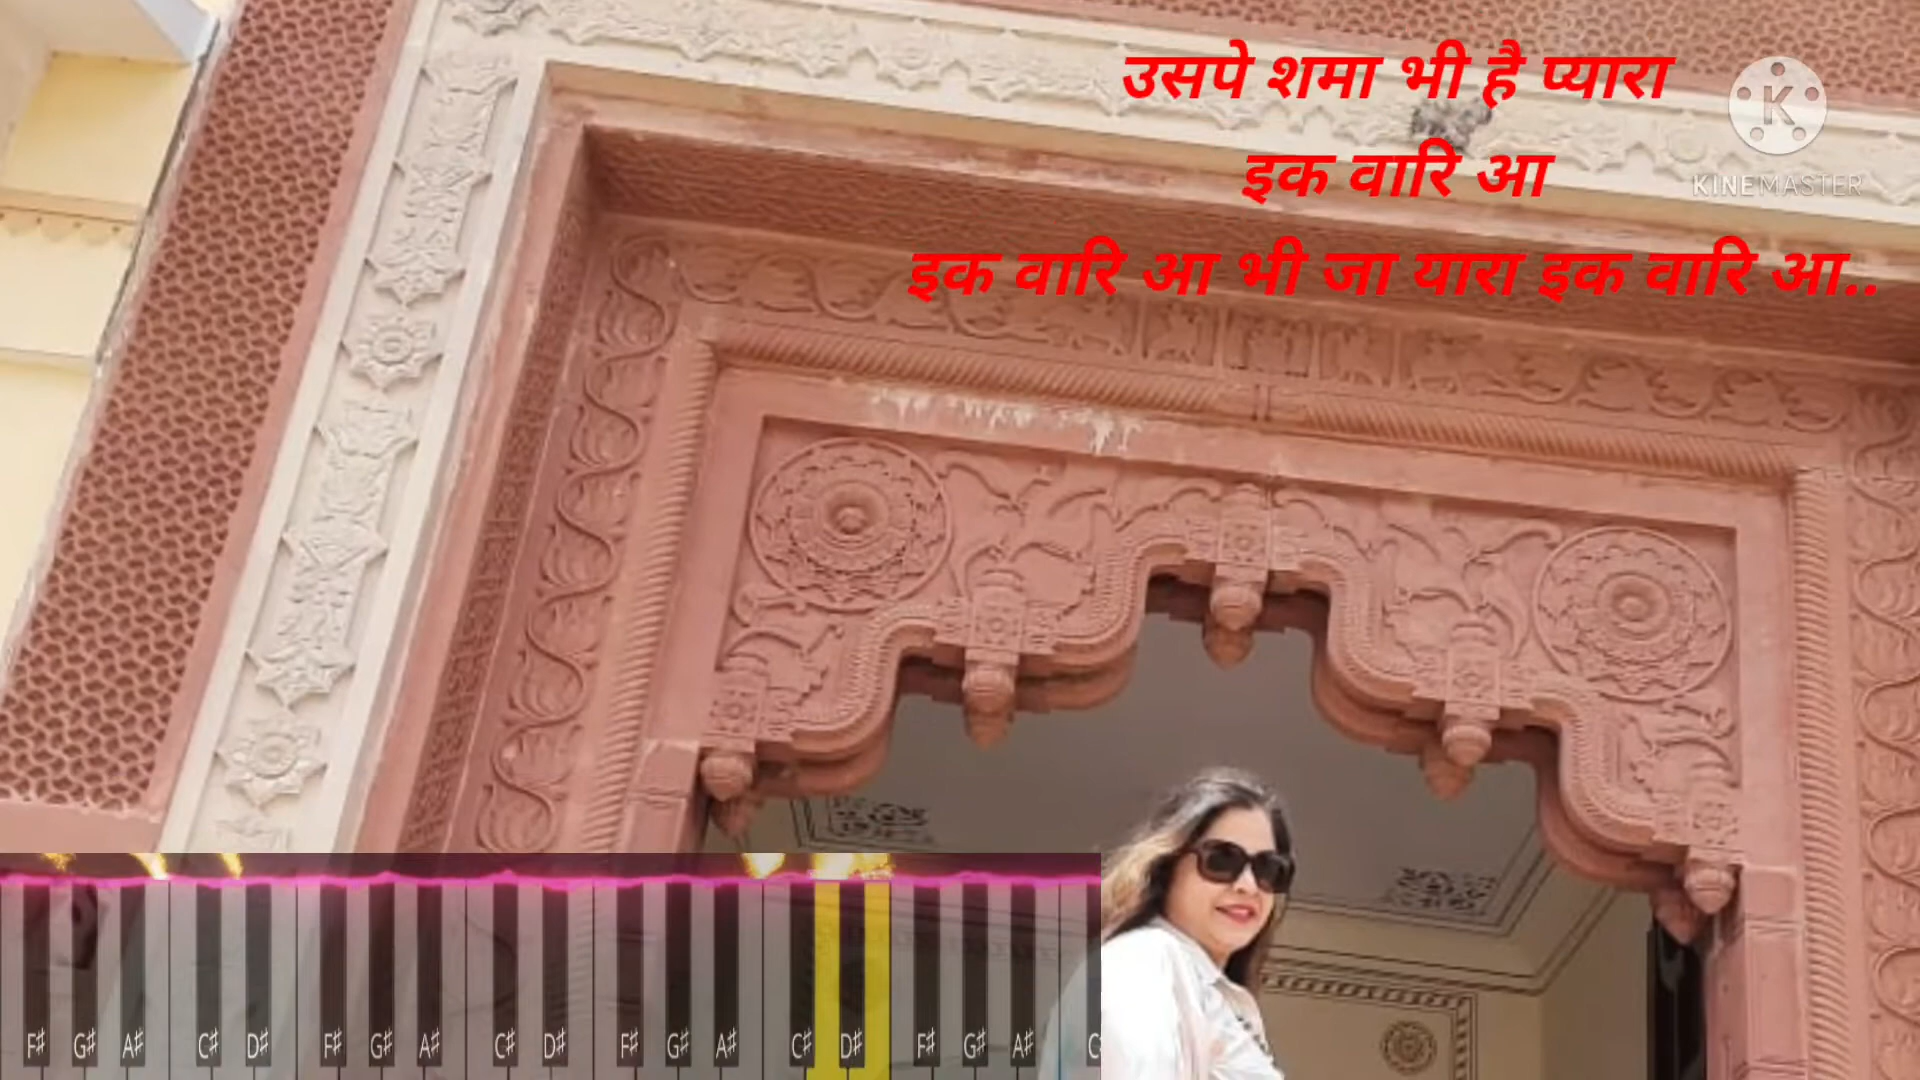 उसपे शमा भी है प्यारा
इक वारि आ
इक वारि आ भी जा यारा इक वारि आ..
K
KINEMASTER
F# G# A# C# D# F# G# A# C# D# F# G# A# C# D# F# G# A# C